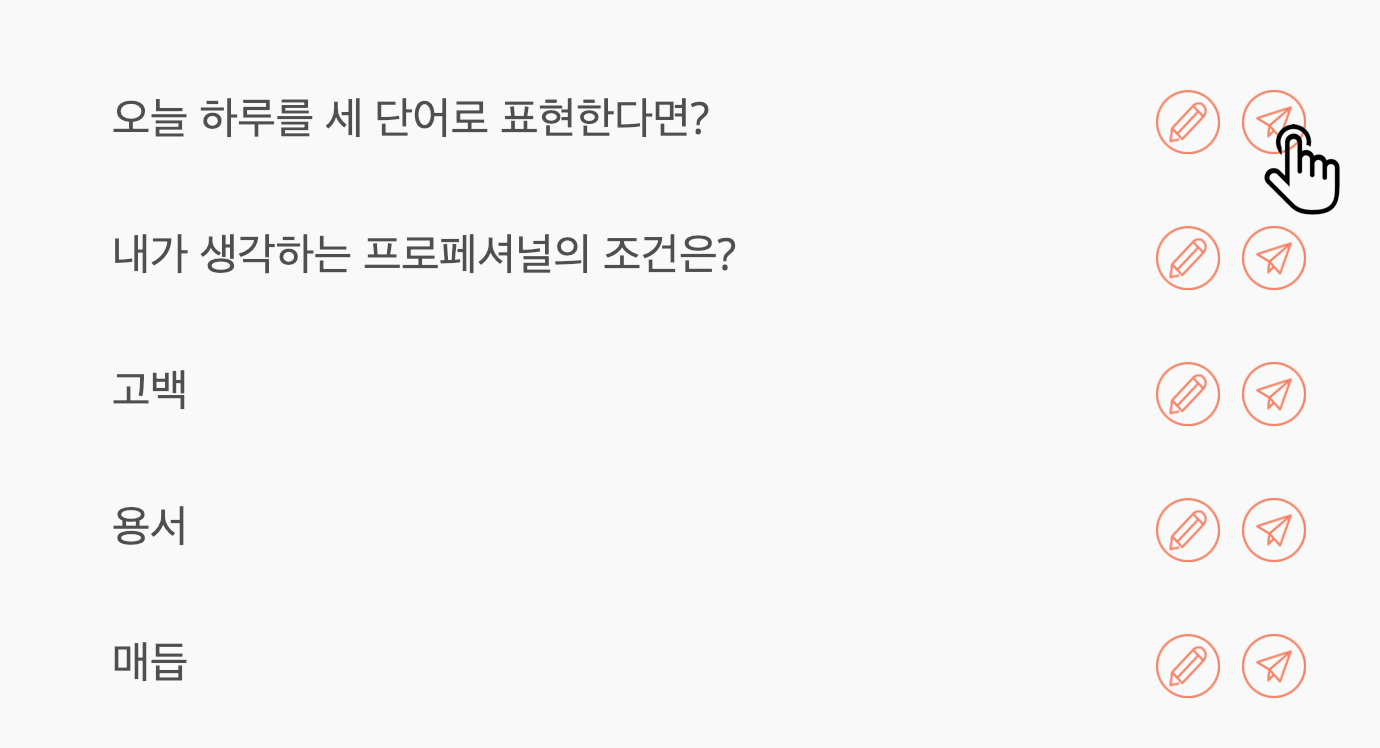 오늘 하루를 세 단어로 표현한다면?
내가 생각하는 프로페셔널의 조건은?
고백
용서
매듭